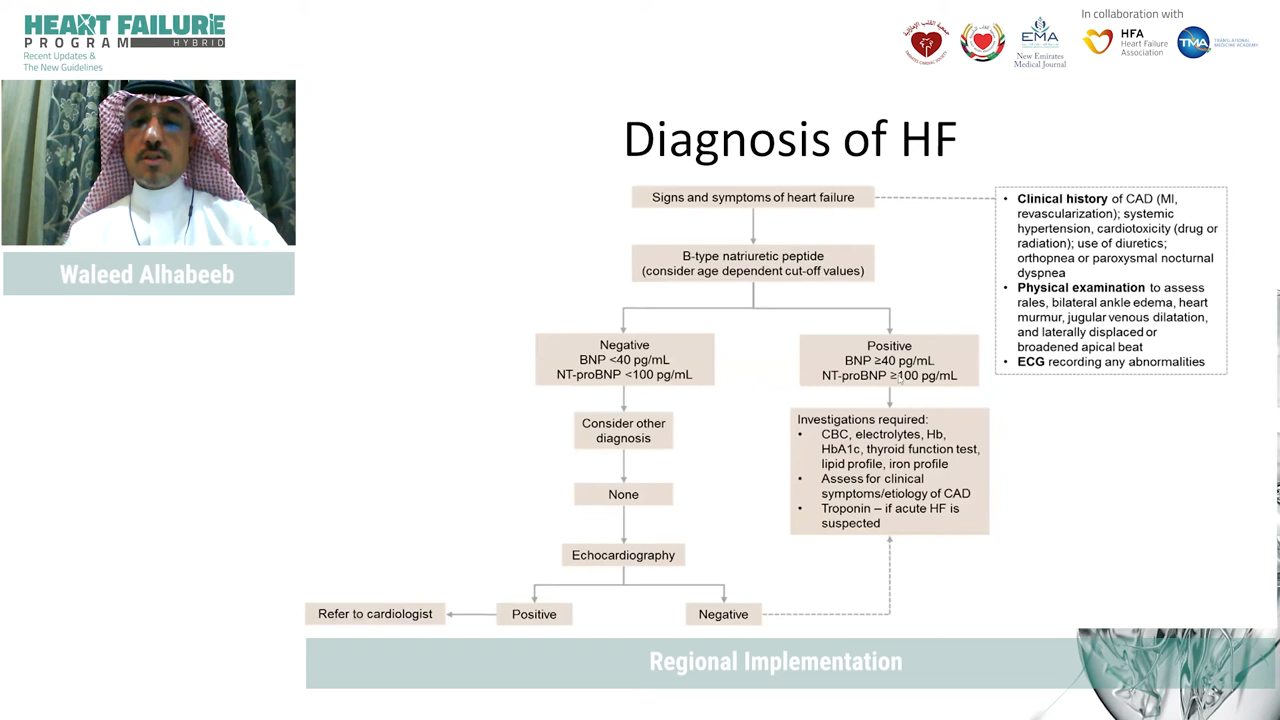 HEART FAILURE
PROGRAM HYBRID
Recent Updates &
The New Guidelines
In collaboration with
EMA
New Emirates
Medical Journal
HFA
Heart Failure
Association
TMA
TRANSLATIONAL
MEDICINE ACADEMY
Waleed Alhabeeb
Diagnosis of HF
Signs and symptoms of heart failure
B-type natriuretic peptide
(consider age dependent cut-off values)
Negative
BNP <40 pg/mL
NT-proBNP <100 pg/mL
Positive
BNP ≥40 pg/mL
NT-proBNP ≥100 pg/mL
Consider other
diagnosis
None
Echocardiography
Positive
Negative
Refer to cardiologist
Investigations required:
• CBC, electrolytes, Hb,
HbA1c, thyroid function test,
lipid profile, iron profile
• Assess for clinical
symptoms/etiology of CAD
• Troponin – if acute HF is
suspected
• Clinical history of CAD (MI,
revascularization); systemic
hypertension, cardiotoxicity (drug or
radiation); use of diuretics;
orthopnea or paroxysmal nocturnal
dyspnea
• Physical examination to assess
rales, bilateral ankle edema, heart
murmur, jugular venous dilatation,
and laterally displaced or
broadened apical beat
• ECG recording any abnormalities
Regional Implementation